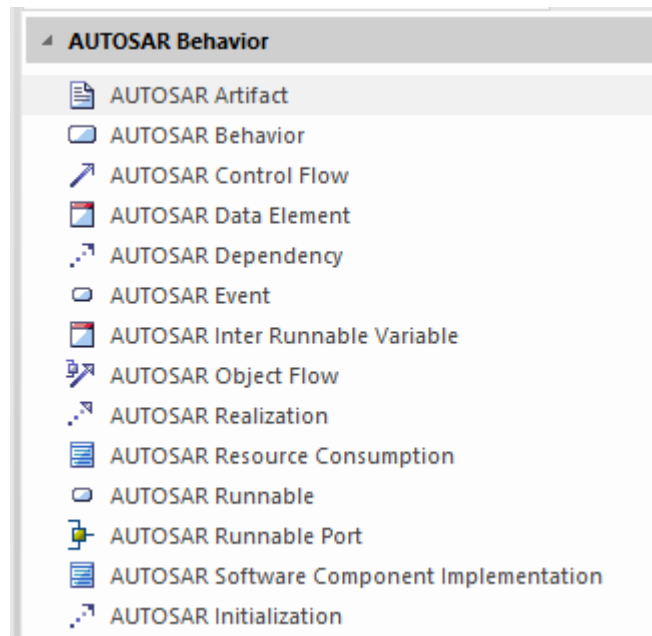 AUTOSAR Behavior
AUTOSAR Artifact
AUTOSAR Behavior
AUTOSAR Control Flow
AUTOSAR Data Element
AUTOSAR Dependency
AUTOSAR Event
AUTOSAR Inter Runnable Variable
AUTOSAR Object Flow
AUTOSAR Realization
AUTOSAR Resource Consumption
AUTOSAR Runnable
AUTOSAR Runnable Port
AUTOSAR Software Component Implementation
AUTOSAR Initialization